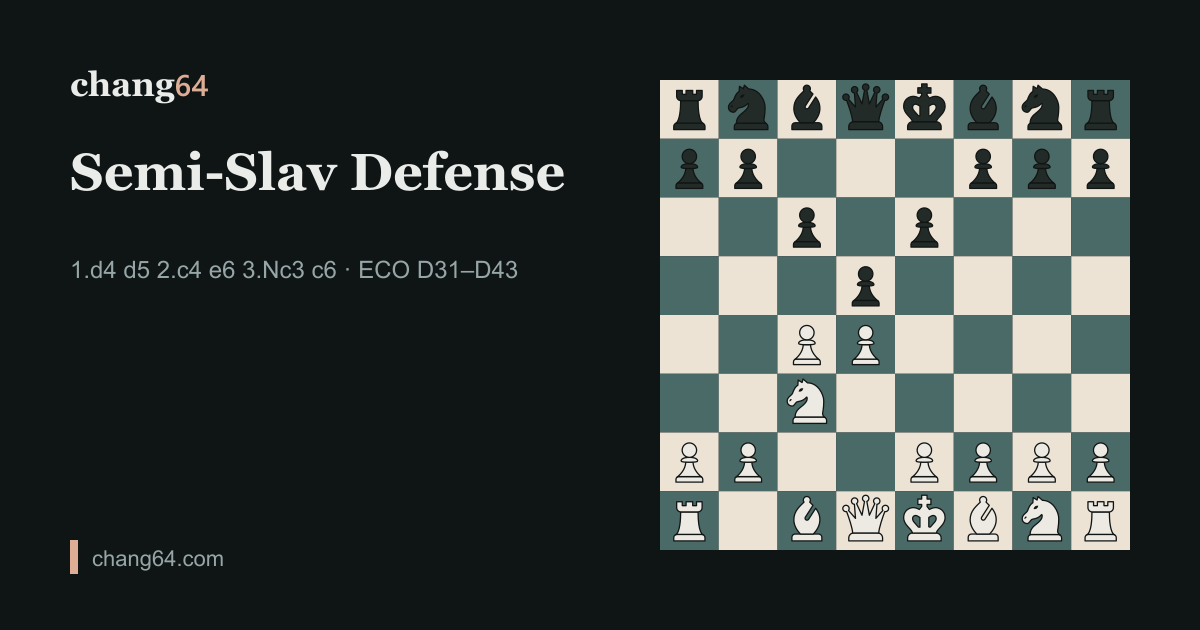 chang64
Semi-Slav Defense
1.d4 d5 2.c4 e6 3.Nc3 c6 · ECO D31–D43
chang64.com